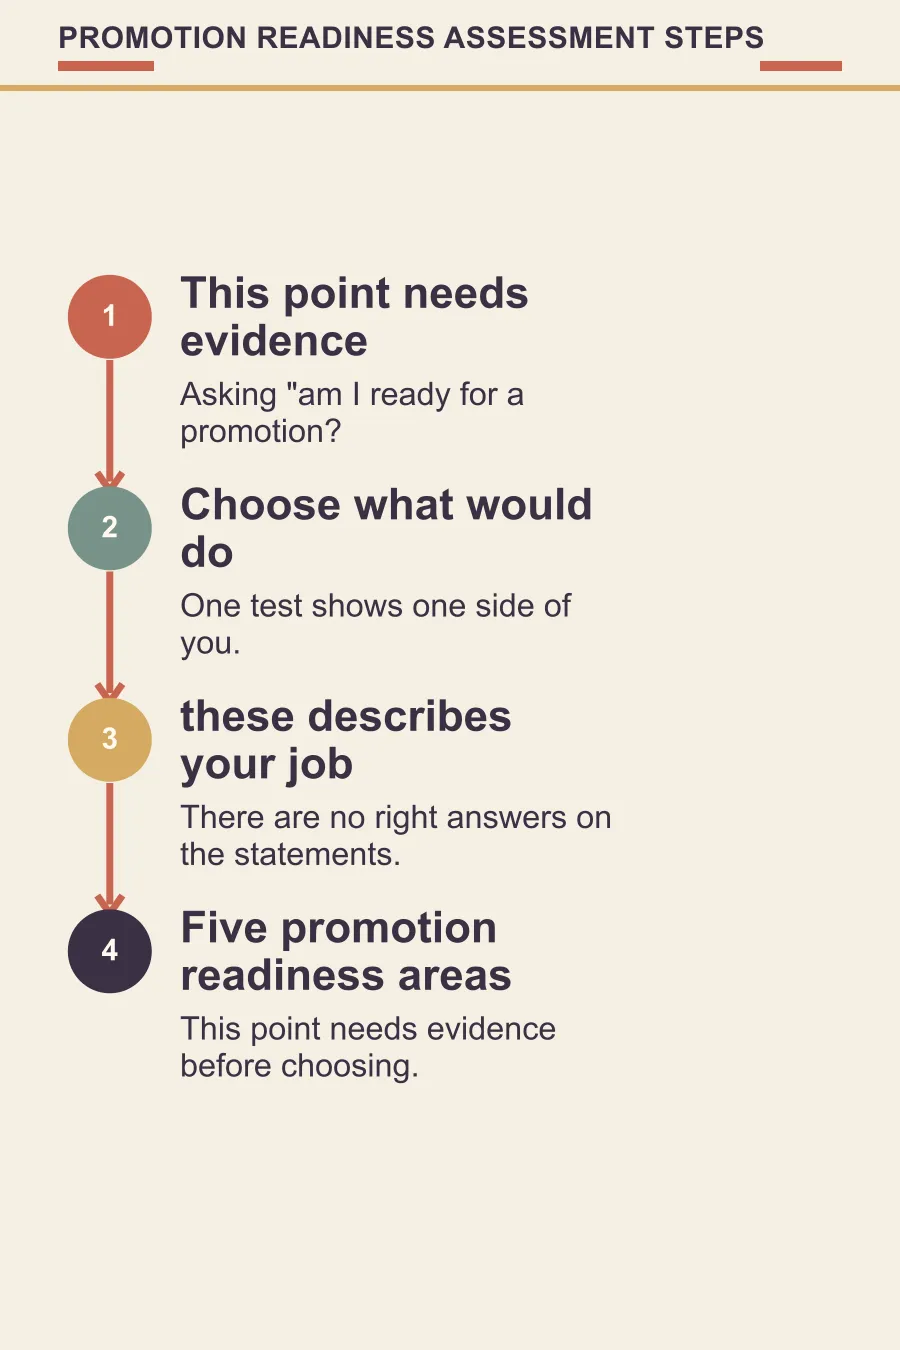 PROMOTION READINESS ASSESSMENT STEPS
1
This point needs
evidence
Asking "am I ready for a
promotion?
2
Choose what would
do
One test shows one side of
you.
3
these describes
your job
There are no right answers on
the statements.
4
Five promotion
readiness areas
This point needs evidence
before choosing.